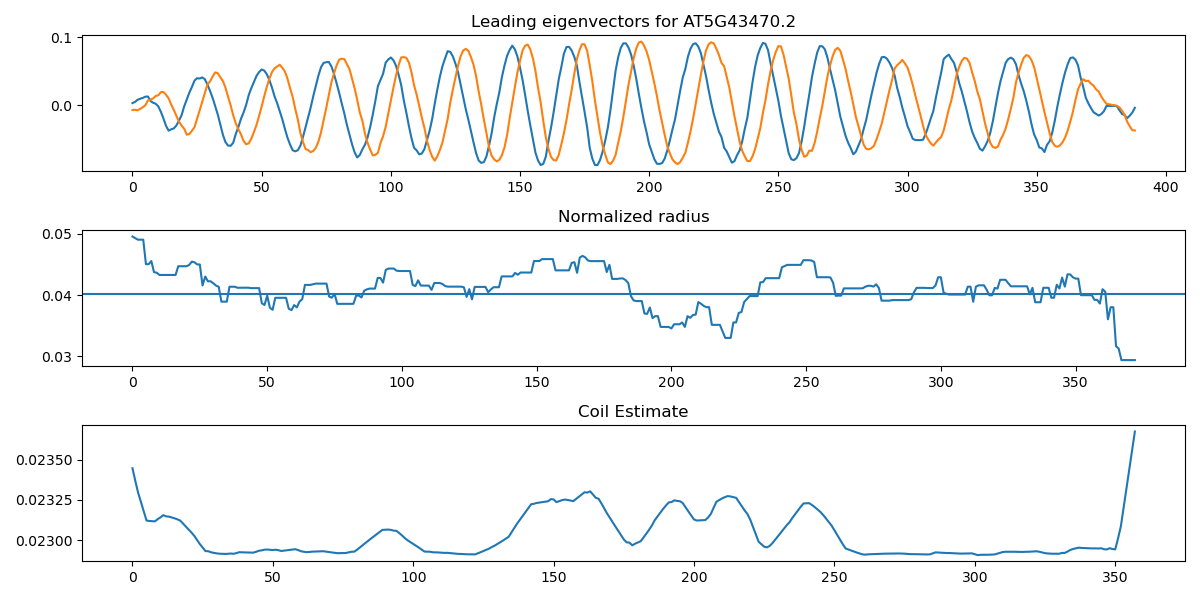 Leading eigenvectors for AT5G43470.2
0.1
0.0
0 50 100 150 200 250 300 350 400
Normalized radius
0.05
0.04
0.03
0 50 100 150 200 250 300 350
Coil Estimate
0.02350
0.02325
0.02300
0 50 100 150 200 250 300 350